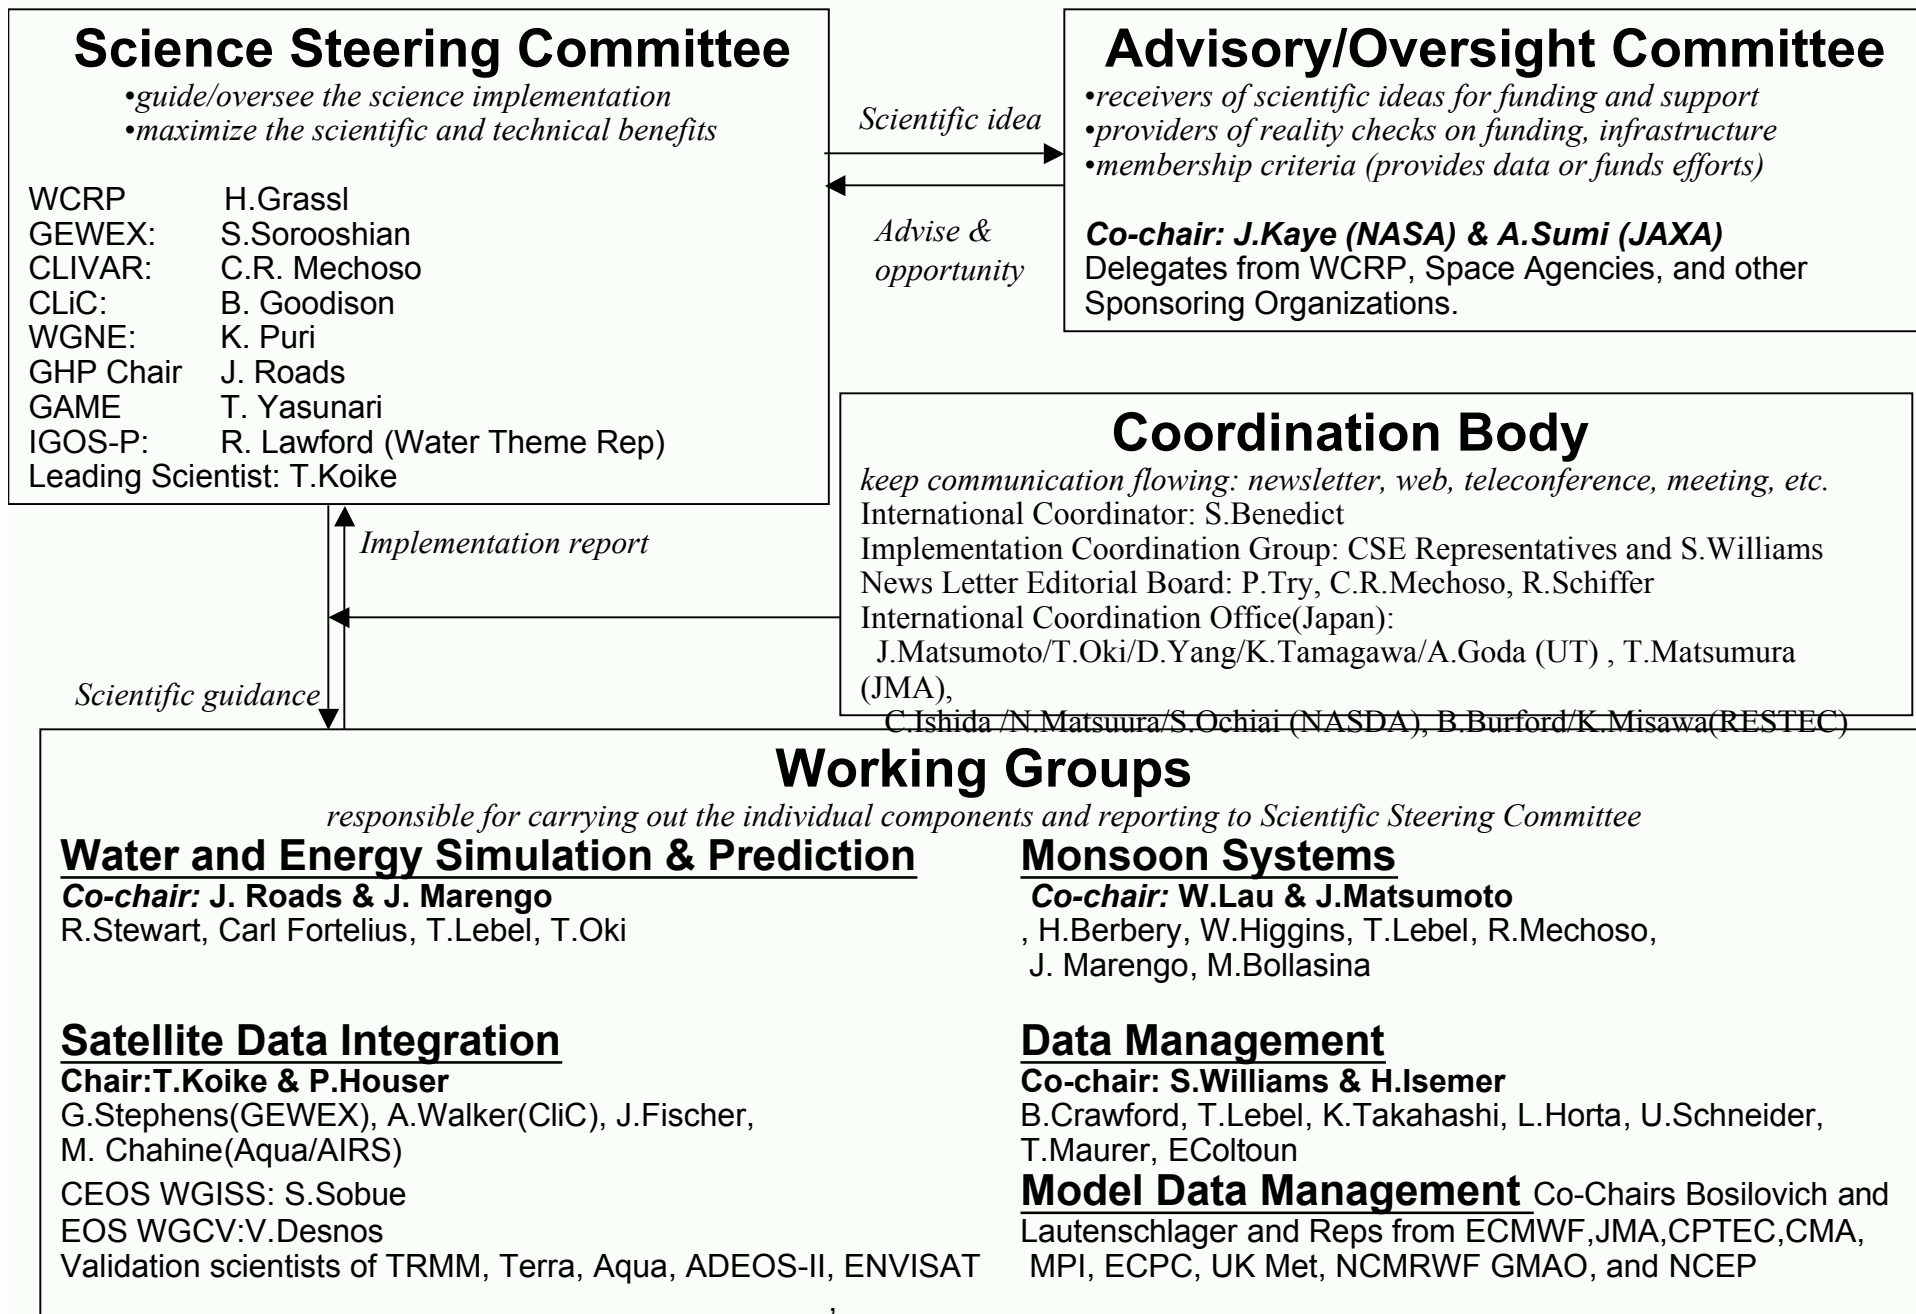 Science Steering Committee
•guide/oversee the science implementation
•maximize the scientific and technical benefits
WCRP H.Grassl
GEWEX: S.Sorooshian
CLIVAR: C.R. Mechoso
CLiC: B. Goodison
WGNE: K. Puri
GHP Chair J. Roads
GAME T. Yasunari
IGOS-P: R. Lawford (Water Theme Rep)
Leading Scientist: T.Koike
Scientific idea
Advise &
opportunity
Advisory/Oversight Committee
•receivers of scientific ideas for funding and support
•providers of reality checks on funding, infrastructure
•membership criteria (provides data or funds efforts)
Co-chair: J.Kaye (NASA) & A.Sumi (JAXA)
Delegates from WCRP, Space Agencies, and other
Sponsoring Organizations.
Coordination Body
keep communication flowing: newsletter, web, teleconference, meeting, etc.
International Coordinator: S.Benedict
Implementation Coordination Group: CSE Representatives and S.Williams
News Letter Editorial Board: P.Try, C.R.Mechoso, R.Schiffer
International Coordination Office(Japan):
J.Matsumoto/T.Oki/D.Yang/K.Tamagawa/A.Goda (UT) , T.Matsumura
(JMA),
C.Ishida /N.Matsuura/S.Ochiai (NASDA), B.Burford/K.Misawa(RESTEC)
Implementation report
Scientific guidance
Working Groups
responsible for carrying out the individual components and reporting to Scientific Steering Committee
Water and Energy Simulation & Prediction
Co-chair: J. Roads & J. Marengo
R.Stewart, Carl Fortelius, T.Lebel, T.Oki
Monsoon Systems
Co-chair: W.Lau & J.Matsumoto
, H.Berbery, W.Higgins, T.Lebel, R.Mechoso,
J. Marengo, M.Bollasina
Satellite Data Integration
Chair:T.Koike & P.Houser
G.Stephens(GEWEX), A.Walker(CliC), J.Fischer,
M. Chahine(Aqua/AIRS)
CEOS WGISS: S.Sobue
EOS WGCV:V.Desnos
Validation scientists of TRMM, Terra, Aqua, ADEOS-II, ENVISAT
,
Data Management
Co-chair: S.Williams & H.Isemer
B.Crawford, T.Lebel, K.Takahashi, L.Horta, U.Schneider,
T.Maurer, EColtoun
Model Data Management Co-Chairs Bosilovich and
Lautenschlager and Reps from ECMWF,JMA,CPTEC,CMA,
MPI, ECPC, UK Met, NCMRWF GMAO, and NCEP